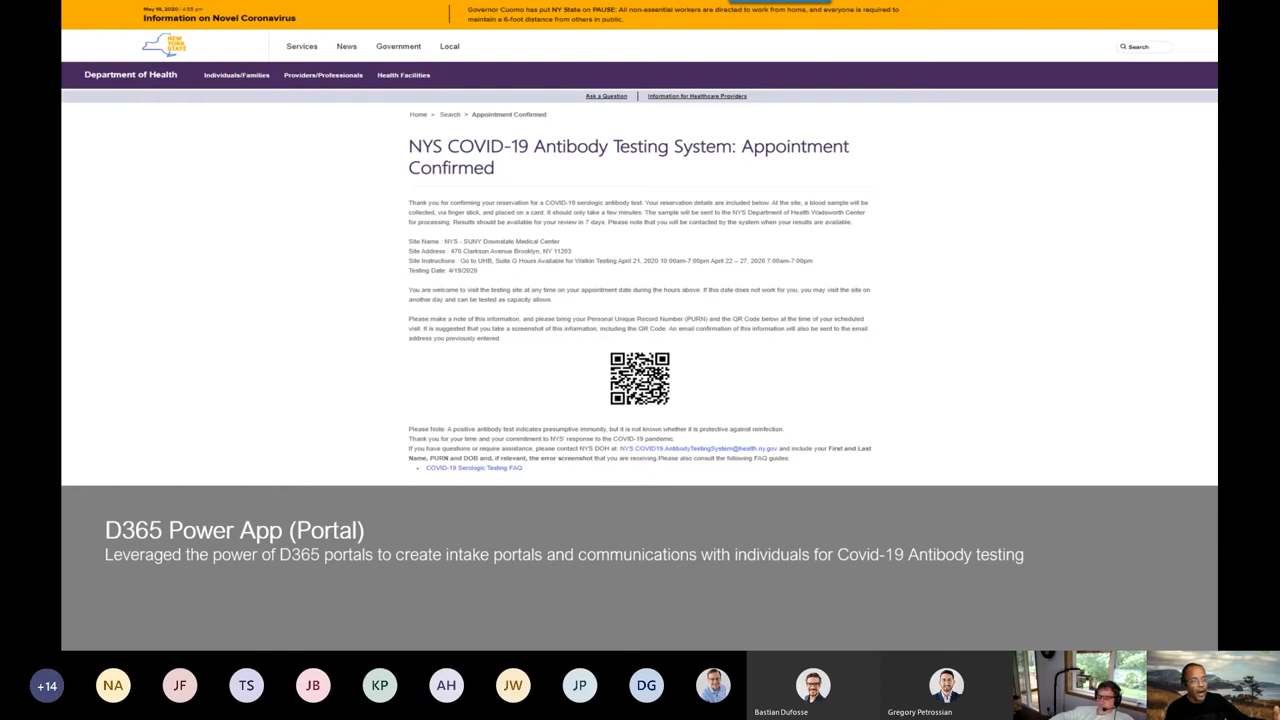 May 19, 2020 | 4:55 pm
Information on Novel Coronavirus
Governor Cuomo has put NY State on PAUSE: All non-essential workers are directed to work from home, and everyone is required to
maintain a 6-foot distance from others in public.
NEW YORK STATE
Services News Government Local
Search
Department of Health Individuals/Families Providers/Professionals Health Facilities
Ask a Question | Information for Healthcare Providers
Home > Search > Appointment Confirmed
NYS COVID-19 Antibody Testing System: Appointment
Confirmed
Thank you for confirming your reservation for a COVID-19 serologic antibody test. Your reservation details are included below. At the site, a blood sample will be
collected, via finger stick, and placed on a card. It should only take a few minutes. The sample will be sent to the NYS Department of Health Wadsworth Center
for processing. Results should be available for your review in 7 days. Please note that you will be contacted by the system when your results are available.
Site Name : NYS - SUNY Downstate Medical Center
Site Address : 470 Clarkson Avenue Brooklyn, NY 11203
Site Instructions : Go to UHB, Suite G Hours Available for Walkin Testing April 21, 2020 10:00am-7:00pm April 22 – 27, 2020 7:00am-7:00pm
Testing Date: 4/19/2020
You are welcome to visit the testing site at any time on your appointment date during the hours above. If this date does not work for you, you may visit the site on
another day and can be tested as capacity allows.
Please make a note of this information, and please bring your Personal Unique Record Number (PURN) and the QR Code below at the time of your scheduled
visit. It is suggested that you take a screenshot of this information, including the QR Code. An email confirmation of this information will also be sent to the email
address you previously entered.
Please Note: A positive antibody test indicates presumptive immunity, but it is not known whether it is protective against reinfection.
Thank you for your time and your commitment to NYS' response to the COVID-19 pandemic.
If you have questions or require assistance, please contact NYS DOH at NYS.COVID19.AntibodyTestingSystem@health.ny.gov and include your First and Last
Name, PURN and DOB and, if relevant, the error screenshot that you are receiving.Please also consult the following FAQ guides:
• COVID-19 Serologic Testing FAQ
D365 Power App (Portal)
Leveraged the power of D365 portals to create intake portals and communications with individuals for Covid-19 Antibody testing
+14 NA JF TS JB KP AH JW JP DG
Bastian Dufosse Gregory Petrossian